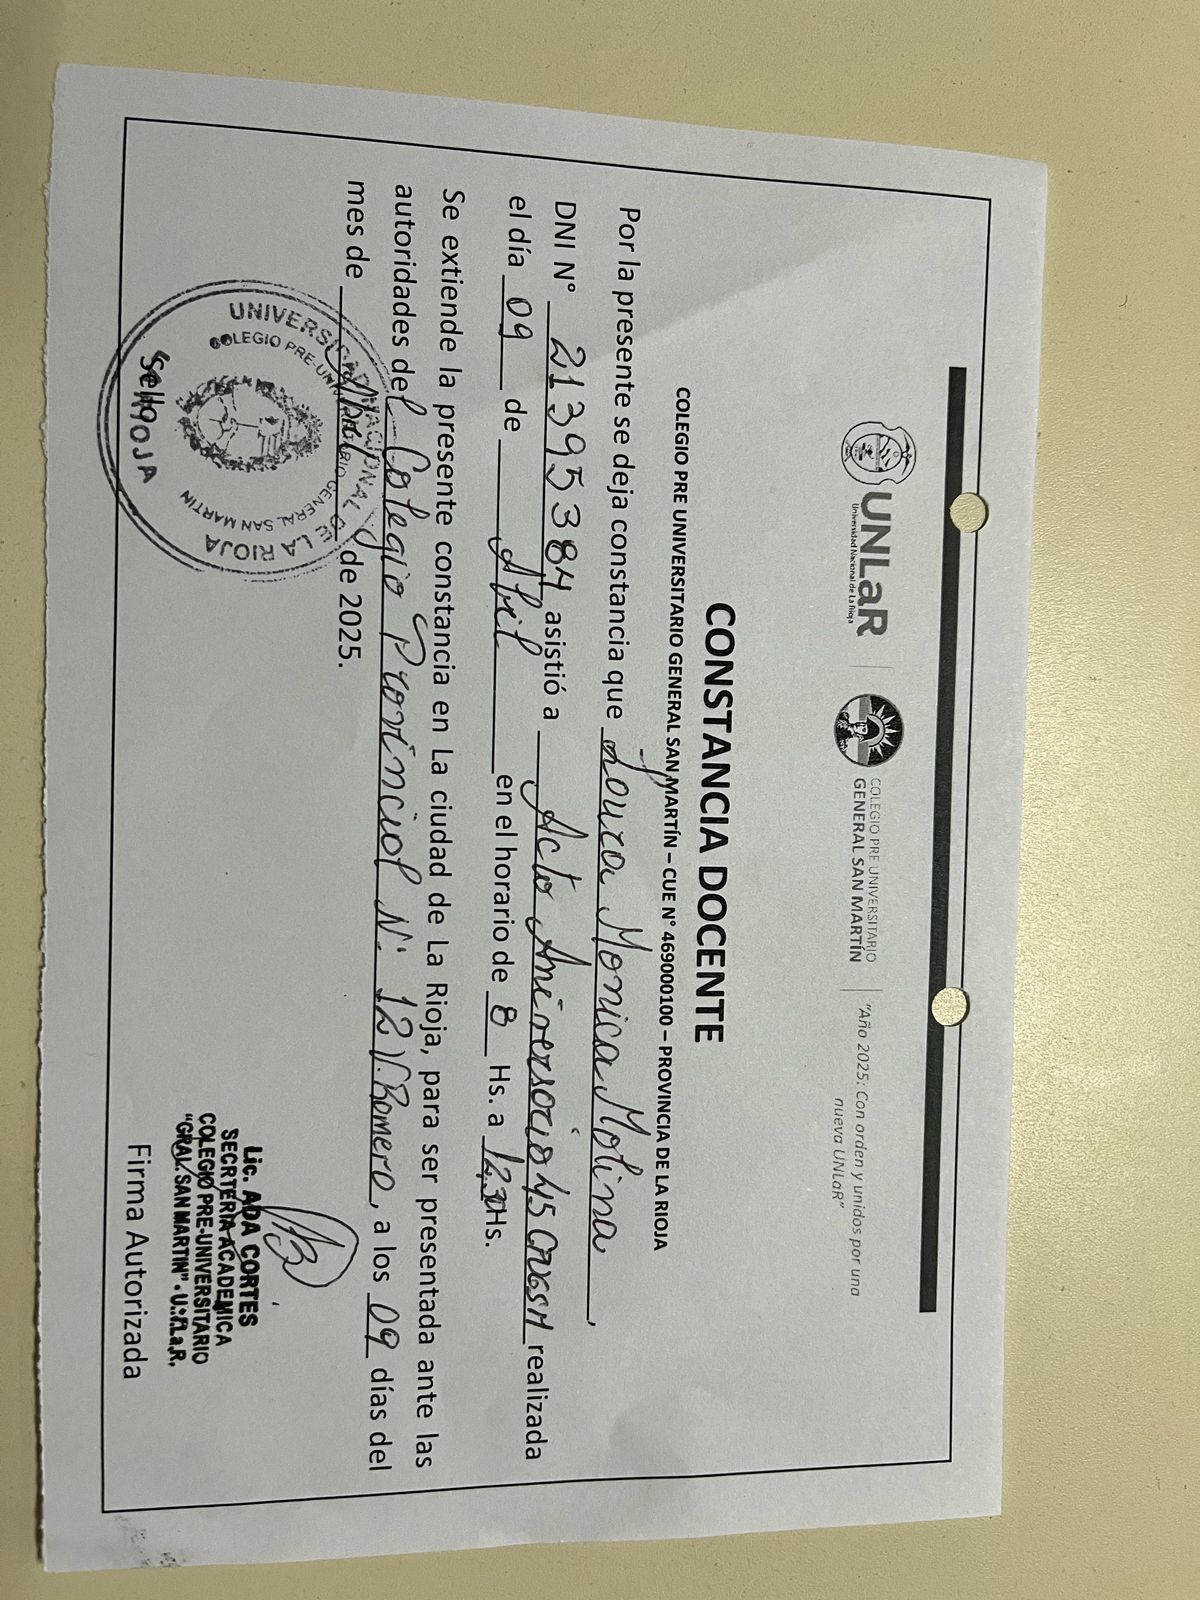 UNLaR
Universidad Nacional de La Rioja
COLEGIO PRE UNIVERSITARIO
GENERAL SAN MARTÍN
"Año 2025: Con orden y unidos por una
nueva UNLaR"
CONSTANCIA DOCENTE
COLEGIO PRE UNIVERSITARIO GENERAL SAN MARTÍN – CUE N° 469000100 – PROVINCIA DE LA RIOJA
Por la presente se deja constancia que Laura Monica Molina,
DNI N° 21395384 asistió a Acto Aniversario 45 CPUGSM realizada
el día 09 de Abril en el horario de 8 Hs. a 12,30Hs.
Se extiende la presente constancia en La ciudad de La Rioja, para ser presentada ante las
autoridades del Colegio Provincial N: 12 V. Romero, a los 09 días del
mes de Abril de 2025.
UNIVERSIDAD NACIONAL DE LA RIOJA
COLEGIO PRE-UNIVERSITARIO GENERAL SAN MARTIN
Sello
RIOJA
Lic. ADA CORTES
SECRTERIA ACADEMICA
COLEGIO PRE-UNIVERSITARIO
"GRAL. SAN MARTIN" - U.N.La.R.
Firma Autorizada